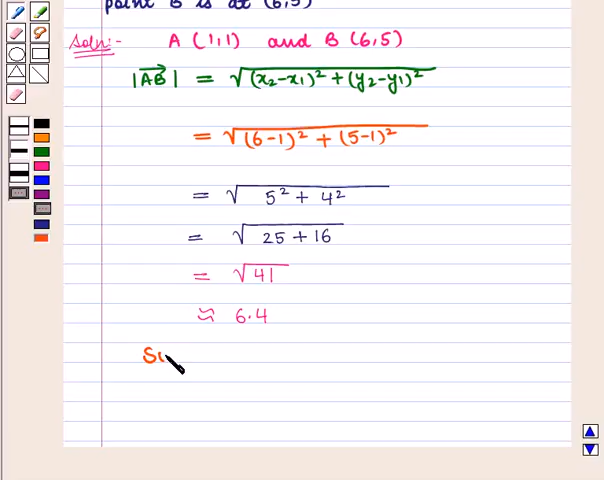 point B is at (6,5)
Soln:- A (1,1) and B (6,5)
|\overrightarrow{AB}| = √(x₂-x₁)² + (y₂-y₁)²
= √(6-1)² + (5-1)²
= √5² + 4²
= √25 + 16
= √41
≈ 6.4